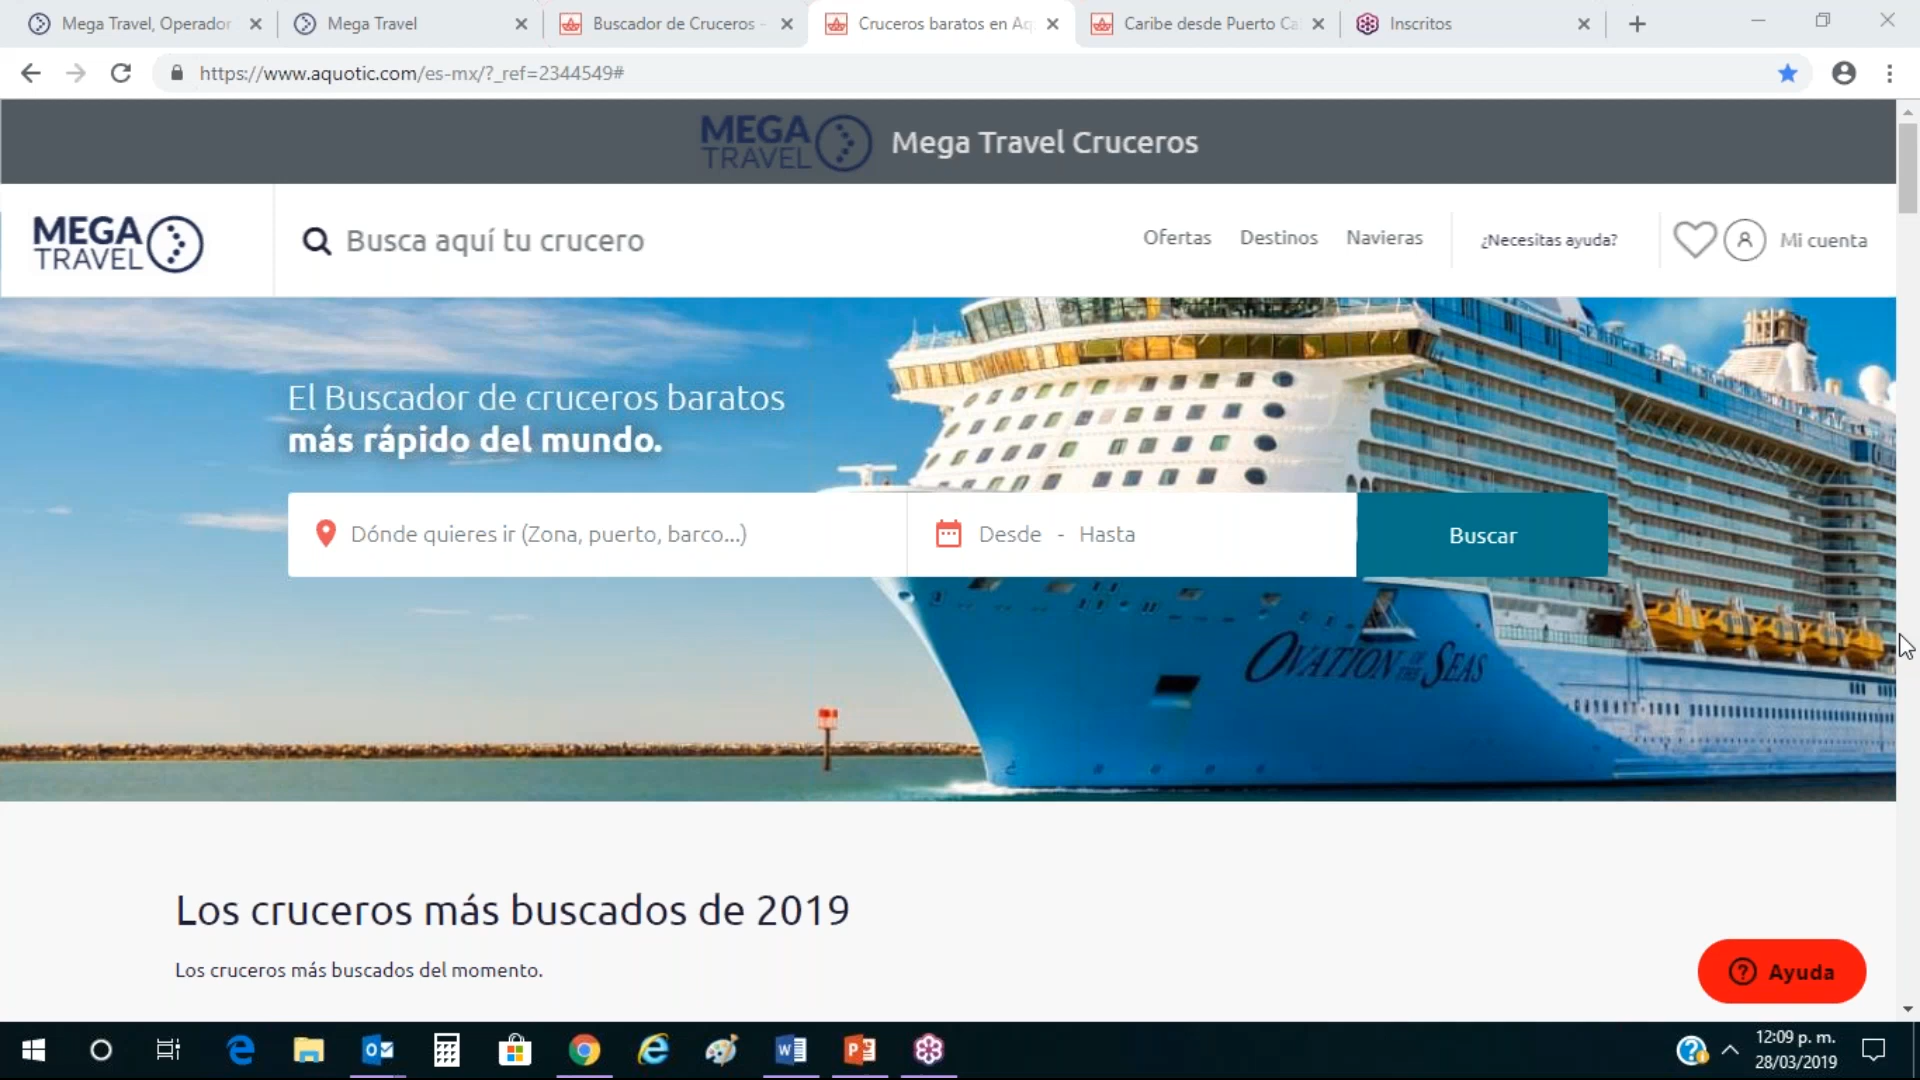 Mega Travel, Operador
Mega Travel
Buscador de Cruceros -
Cruceros baratos en Aq
Caribe desde Puerto Ca
Inscritos
https://www.aquotic.com/es-mx/?_ref=2344549#
MEGA TRAVEL
Mega Travel Cruceros
MEGA TRAVEL
Busca aquí tu crucero
Ofertas
Destinos
Navieras
¿Necesitas ayuda?
Mi cuenta
El Buscador de cruceros baratos
más rápido del mundo.
Dónde quieres ir (Zona, puerto, barco...)
Desde - Hasta
Buscar
OVATION OF THE SEAS
Los cruceros más buscados de 2019
Los cruceros más buscados del momento.
Ayuda
12:09 p. m.
28/03/2019